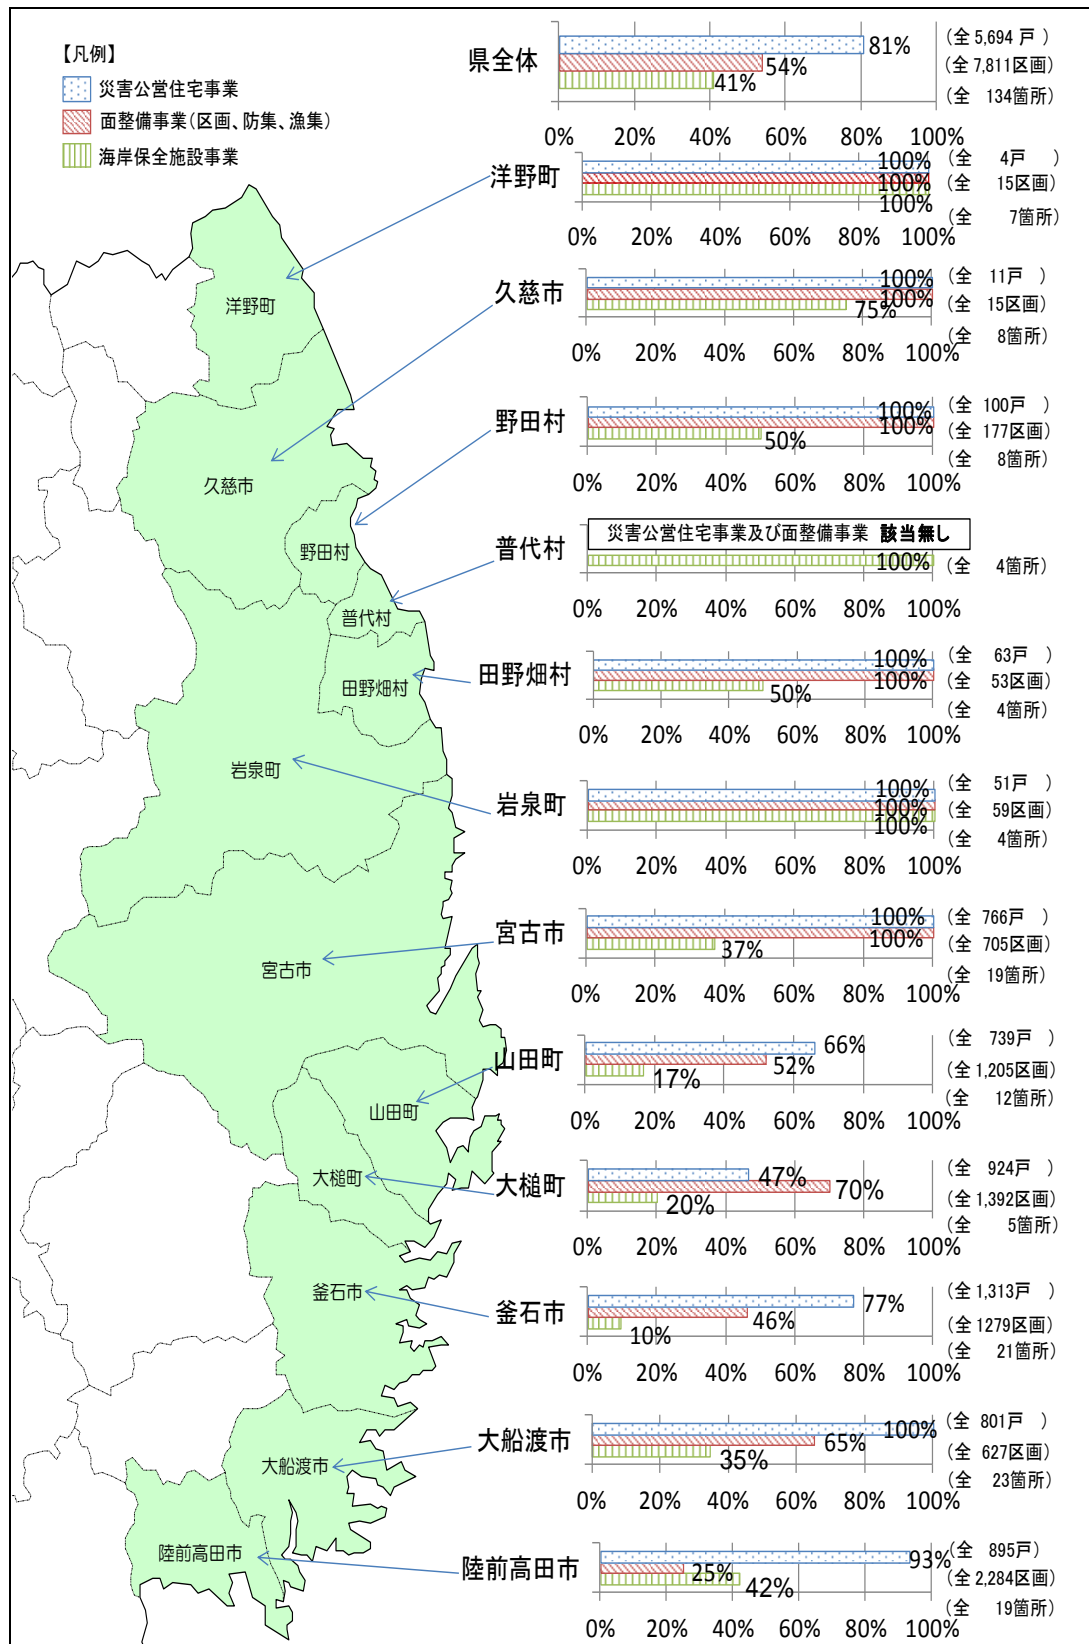 【凡例】
災害公営住宅事業
面整備事業(区画、防集、漁集)
海岸保全施設事業
県全体
81%
54%
41%
(全 5,694 戸 )
(全 7,811区画)
(全 134箇所)
0% 20% 40% 60% 80% 100%
洋野町
100%
100%
100%
(全 4戸 )
(全 15区画)
(全 7箇所)
0% 20% 40% 60% 80% 100%
久慈市
100%
100%
75%
(全 11戸 )
(全 15区画)
(全 8箇所)
0% 20% 40% 60% 80% 100%
野田村
100%
100%
50%
(全 100戸 )
(全 177区画)
(全 8箇所)
0% 20% 40% 60% 80% 100%
普代村
災害公営住宅事業及び面整備事業 該当無し
100%
(全 4箇所)
0% 20% 40% 60% 80% 100%
田野畑村
100%
100%
50%
(全 63戸 )
(全 53区画)
(全 4箇所)
0% 20% 40% 60% 80% 100%
岩泉町
100%
100%
100%
(全 51戸 )
(全 59区画)
(全 4箇所)
0% 20% 40% 60% 80% 100%
宮古市
100%
100%
37%
(全 766戸 )
(全 705区画)
(全 19箇所)
0% 20% 40% 60% 80% 100%
山田町
66%
52%
17%
(全 739戸 )
(全 1,205区画)
(全 12箇所)
0% 20% 40% 60% 80% 100%
大槌町
47%
70%
20%
(全 924戸 )
(全 1,392区画)
(全 5箇所)
0% 20% 40% 60% 80% 100%
釜石市
77%
46%
10%
(全 1,313戸 )
(全 1279区画)
(全 21箇所)
0% 20% 40% 60% 80% 100%
大船渡市
100%
65%
35%
(全 801戸 )
(全 627区画)
(全 23箇所)
0% 20% 40% 60% 80% 100%
陸前高田市
93%
25%
42%
(全 895戸)
(全 2,284区画)
(全 19箇所)
0% 20% 40% 60% 80% 100%
洋野町
久慈市
野田村
普代村
田野畑村
岩泉町
宮古市
山田町
大槌町
釜石市
大船渡市
陸前高田市